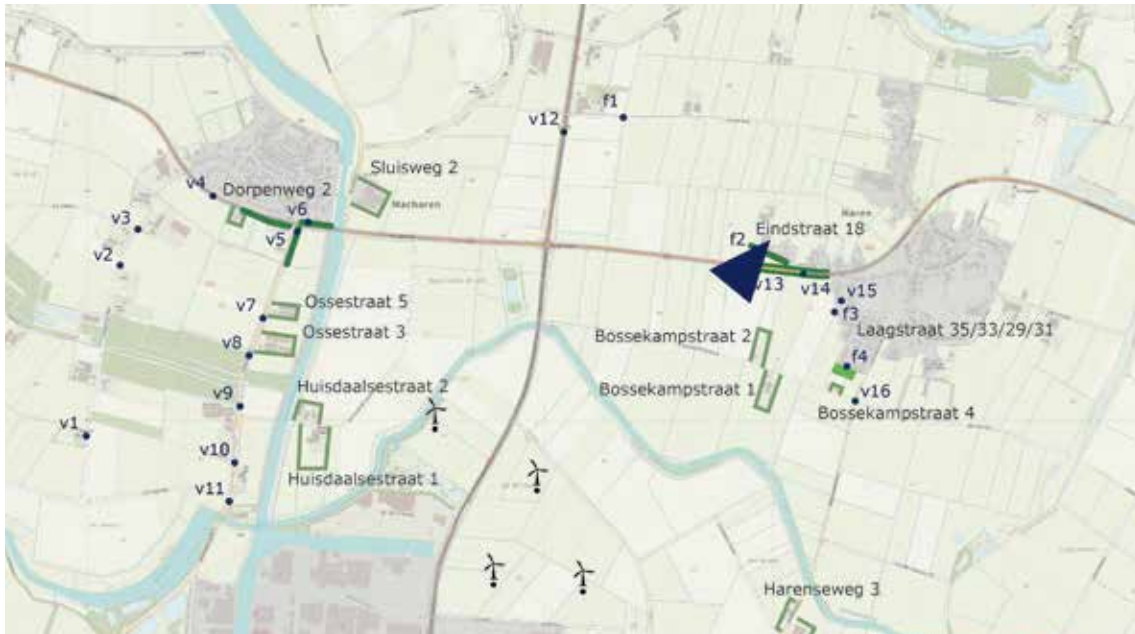 f1
v12
Sluisweg 2
v4
Dorpenweg 2
Macharen
v3
v6
v5
Haren
Eindstraat 18
f2
v2
v13
v14
v15
f3
v7
Ossestraat 5
Ossestraat 3
Bossekampstraat 2
Laagstraat 35/33/29/31
v8
f4
Huisdaalsestraat 2
Bossekampstraat 1
v9
v16
Bossekampstraat 4
v1
v10
Huisdaalsestraat 1
v11
Harenseweg 3